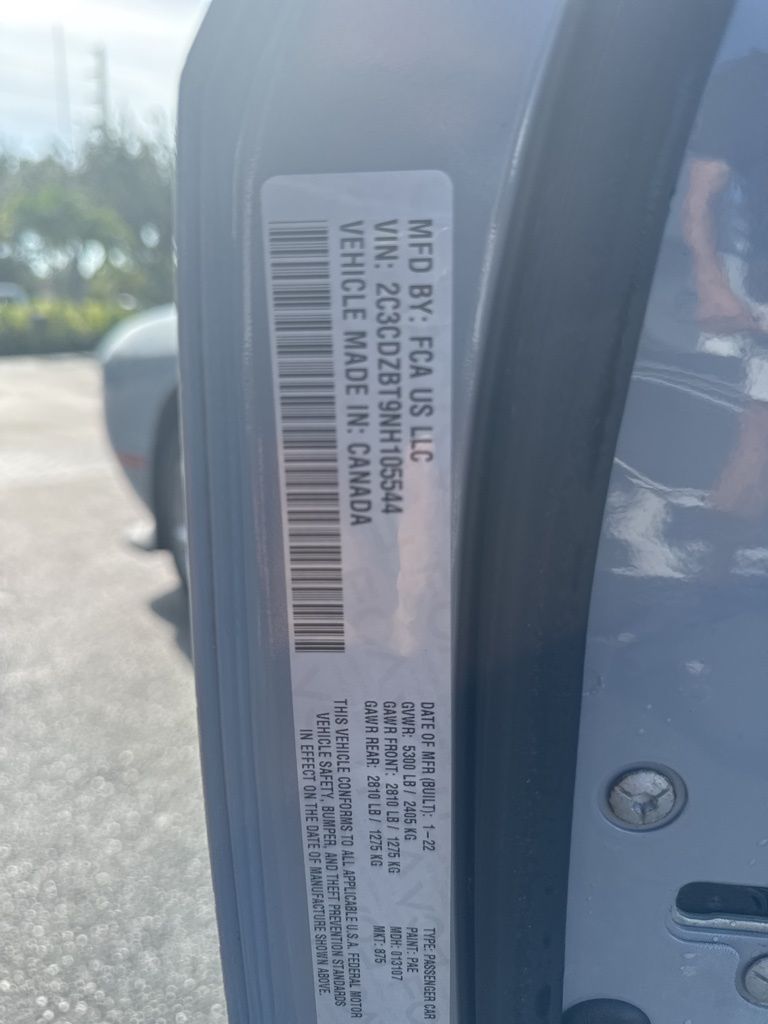 MFD BY: FCA US LLC
VIN: 2C3CDZBT9NH105544
VEHICLE MADE IN: CANADA
DATE OF MFR (BUILT): 1-22 TYPE: PASSENGER CAR
GVWR: 5300 LB / 2405 KG PAINT: PAE
GAWR FRONT: 2810 LB / 1275 KG MDH: 013107
GAWR REAR: 2810 LB / 1275 KG MKT: 875
THIS VEHICLE CONFORMS TO ALL APPLICABLE U.S.A. FEDERAL MOTOR
VEHICLE SAFETY, BUMPER, AND THEFT PREVENTION STANDARDS
IN EFFECT ON THE DATE OF MANUFACTURE SHOWN ABOVE.